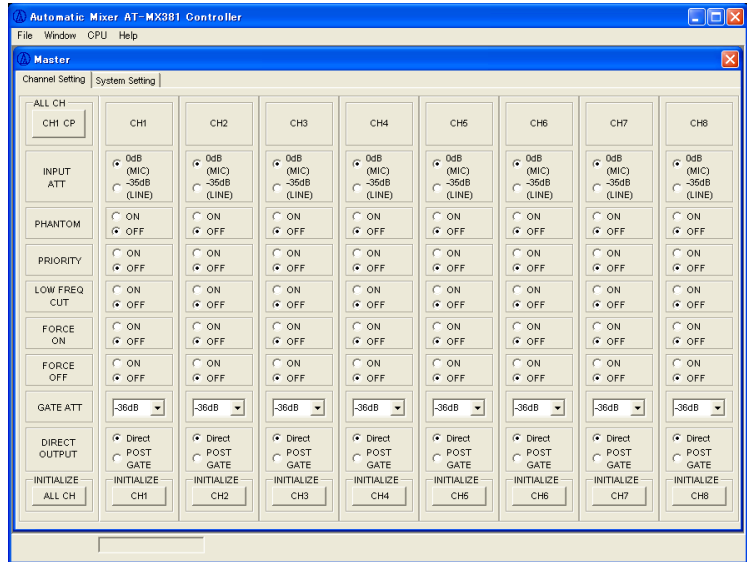 Automatic Mixer AT-MX381 Controller
File Window CPU Help
Master
Channel Setting System Setting
ALL CH
CH1 CP CH1 CH2 CH3 CH4 CH5 CH6 CH7 CH8
0dB 0dB 0dB 0dB 0dB 0dB 0dB 0dB
INPUT (MIC) (MIC) (MIC) (MIC) (MIC) (MIC) (MIC) (MIC)
ATT -35dB -35dB -35dB -35dB -35dB -35dB -35dB -35dB
(LINE) (LINE) (LINE) (LINE) (LINE) (LINE) (LINE) (LINE)
ON ON ON ON ON ON ON ON
PHANTOM
OFF OFF OFF OFF OFF OFF OFF OFF
ON ON ON ON ON ON ON ON
PRIORITY
OFF OFF OFF OFF OFF OFF OFF OFF
LOW FREQ ON ON ON ON ON ON ON ON
CUT OFF OFF OFF OFF OFF OFF OFF OFF
FORCE ON ON ON ON ON ON ON ON
ON OFF OFF OFF OFF OFF OFF OFF OFF
FORCE ON ON ON ON ON ON ON ON
OFF OFF OFF OFF OFF OFF OFF OFF OFF
GATE ATT -36dB -36dB -36dB -36dB -36dB -36dB -36dB -36dB
DIRECT Direct Direct Direct Direct Direct Direct Direct Direct
OUTPUT POST POST POST POST POST POST POST POST
GATE GATE GATE GATE GATE GATE GATE GATE
INITIALIZE INITIALIZE INITIALIZE INITIALIZE INITIALIZE INITIALIZE INITIALIZE INITIALIZE INITIALIZE
ALL CH CH1 CH2 CH3 CH4 CH5 CH6 CH7 CH8